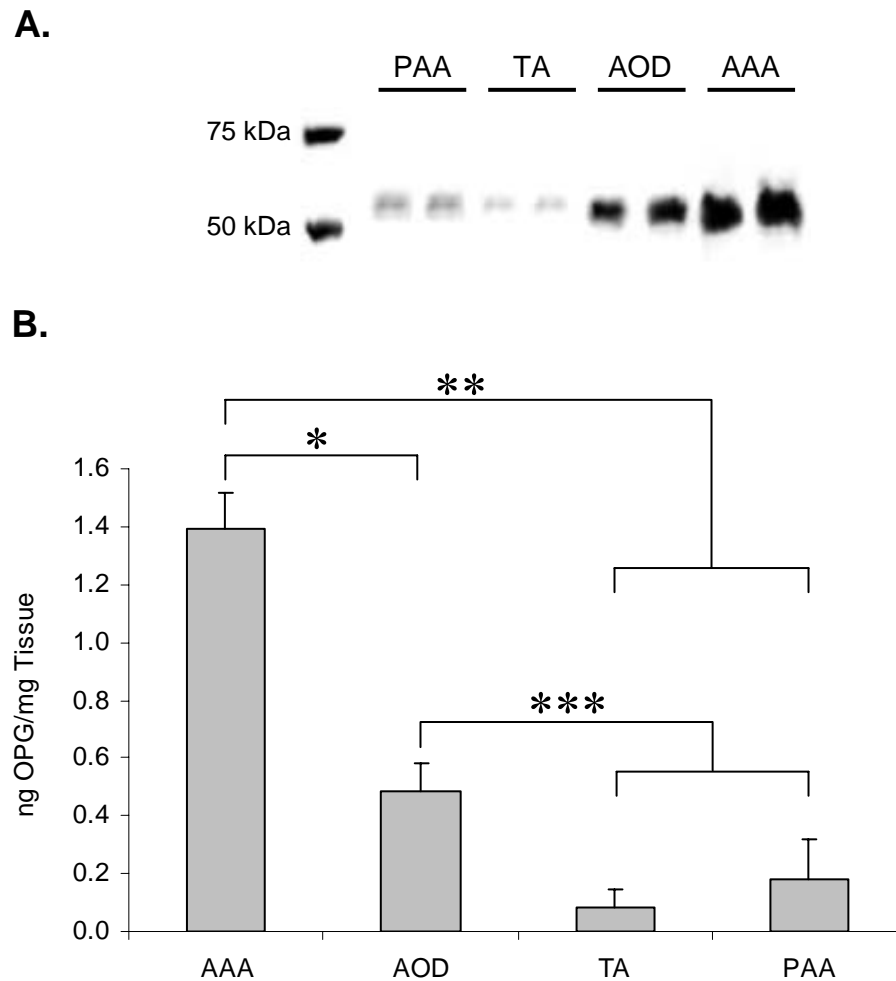 A.
PAA TA AOD AAA
75 kDa
50 kDa
B.
**
*
1.6
1.4
1.2
1.0
0.8
0.6
0.4
0.2
0.0
ng OPG/mg Tissue
***
AAA AOD TA PAA